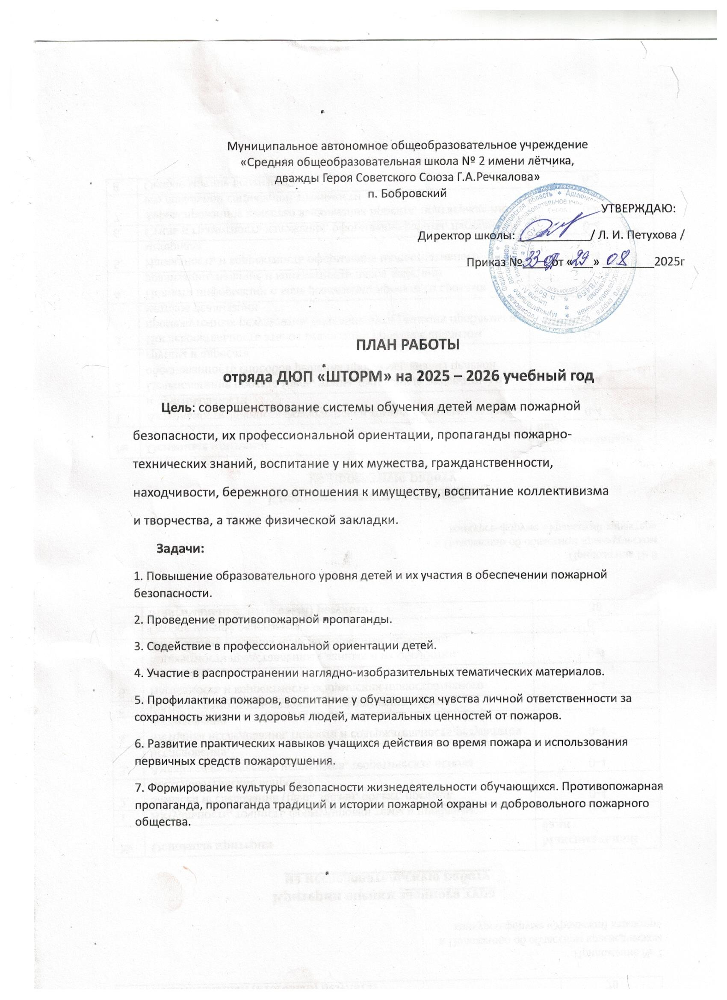 Муниципальное автономное общеобразовательное учреждение
«Средняя общеобразовательная школа № 2 имени лётчика,
дважды Героя Советского Союза Г.А.Речкалова»
п. Бобровский
УТВЕРЖДАЮ:
Директор школы: ____________/ Л. И. Петухова /
Приказ №33-од от «29» 08 2025г
ПЛАН РАБОТЫ
отряда ДЮП «ШТОРМ» на 2025 – 2026 учебный год
Цель: совершенствование системы обучения детей мерам пожарной
безопасности, их профессиональной ориентации, пропаганды пожарно-
технических знаний, воспитание у них мужества, гражданственности,
находчивости, бережного отношения к имуществу, воспитание коллективизма
и творчества, а также физической закладки.
Задачи:
1. Повышение образовательного уровня детей и их участия в обеспечении пожарной
безопасности.
2. Проведение противопожарной пропаганды.
3. Содействие в профессиональной ориентации детей.
4. Участие в распространении наглядно-изобразительных тематических материалов.
5. Профилактика пожаров, воспитание у обучающихся чувства личной ответственности за
сохранность жизни и здоровья людей, материальных ценностей от пожаров.
6. Развитие практических навыков учащихся действия во время пожара и использования
первичных средств пожаротушения.
7. Формирование культуры безопасности жизнедеятельности обучающихся. Противопожарная
пропаганда, пропаганда традиций и истории пожарной охраны и добровольного пожарного
общества.